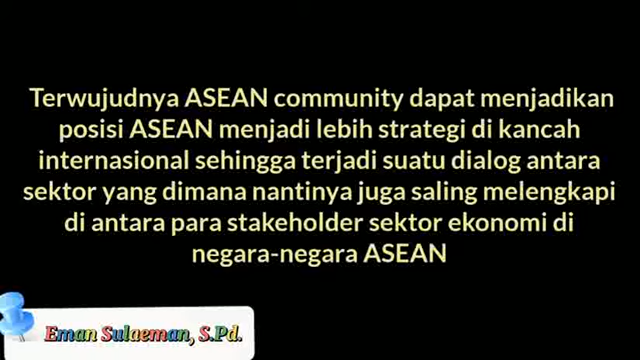 Terwujudnya ASEAN community dapat menjadikan
posisi ASEAN menjadi lebih strategi di kancah
internasional sehingga terjadi suatu dialog antara
sektor yang dimana nantinya juga saling melengkapi
di antara para stakeholder sektor ekonomi di
negara-negara ASEAN
Eman Sulaeman, S.Pd.